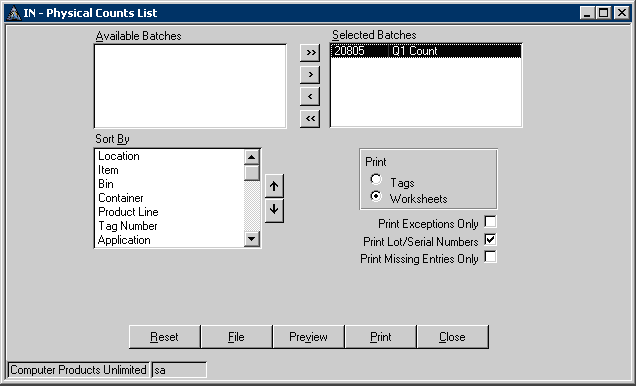 IN - Physical Counts List
Available Batches
>>
>
<
<<
Selected Batches
20805 Q1 Count
Sort By
Location
Item
Bin
Container
Product Line
Tag Number
Application
Print
Tags
Worksheets
Print Exceptions Only
Print Lot/Serial Numbers
Print Missing Entries Only
Reset File Preview Print Close
Computer Products Unlimited sa